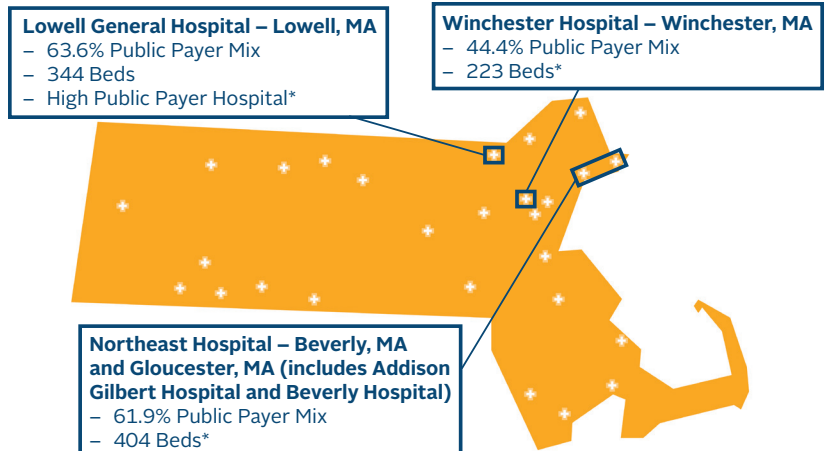 Lowell General Hospital – Lowell, MA
– 63.6% Public Payer Mix
– 344 Beds
– High Public Payer Hospital*
Winchester Hospital – Winchester, MA
– 44.4% Public Payer Mix
– 223 Beds*
Northeast Hospital – Beverly, MA
and Gloucester, MA (includes Addison
Gilbert Hospital and Beverly Hospital)
– 61.9% Public Payer Mix
– 404 Beds*